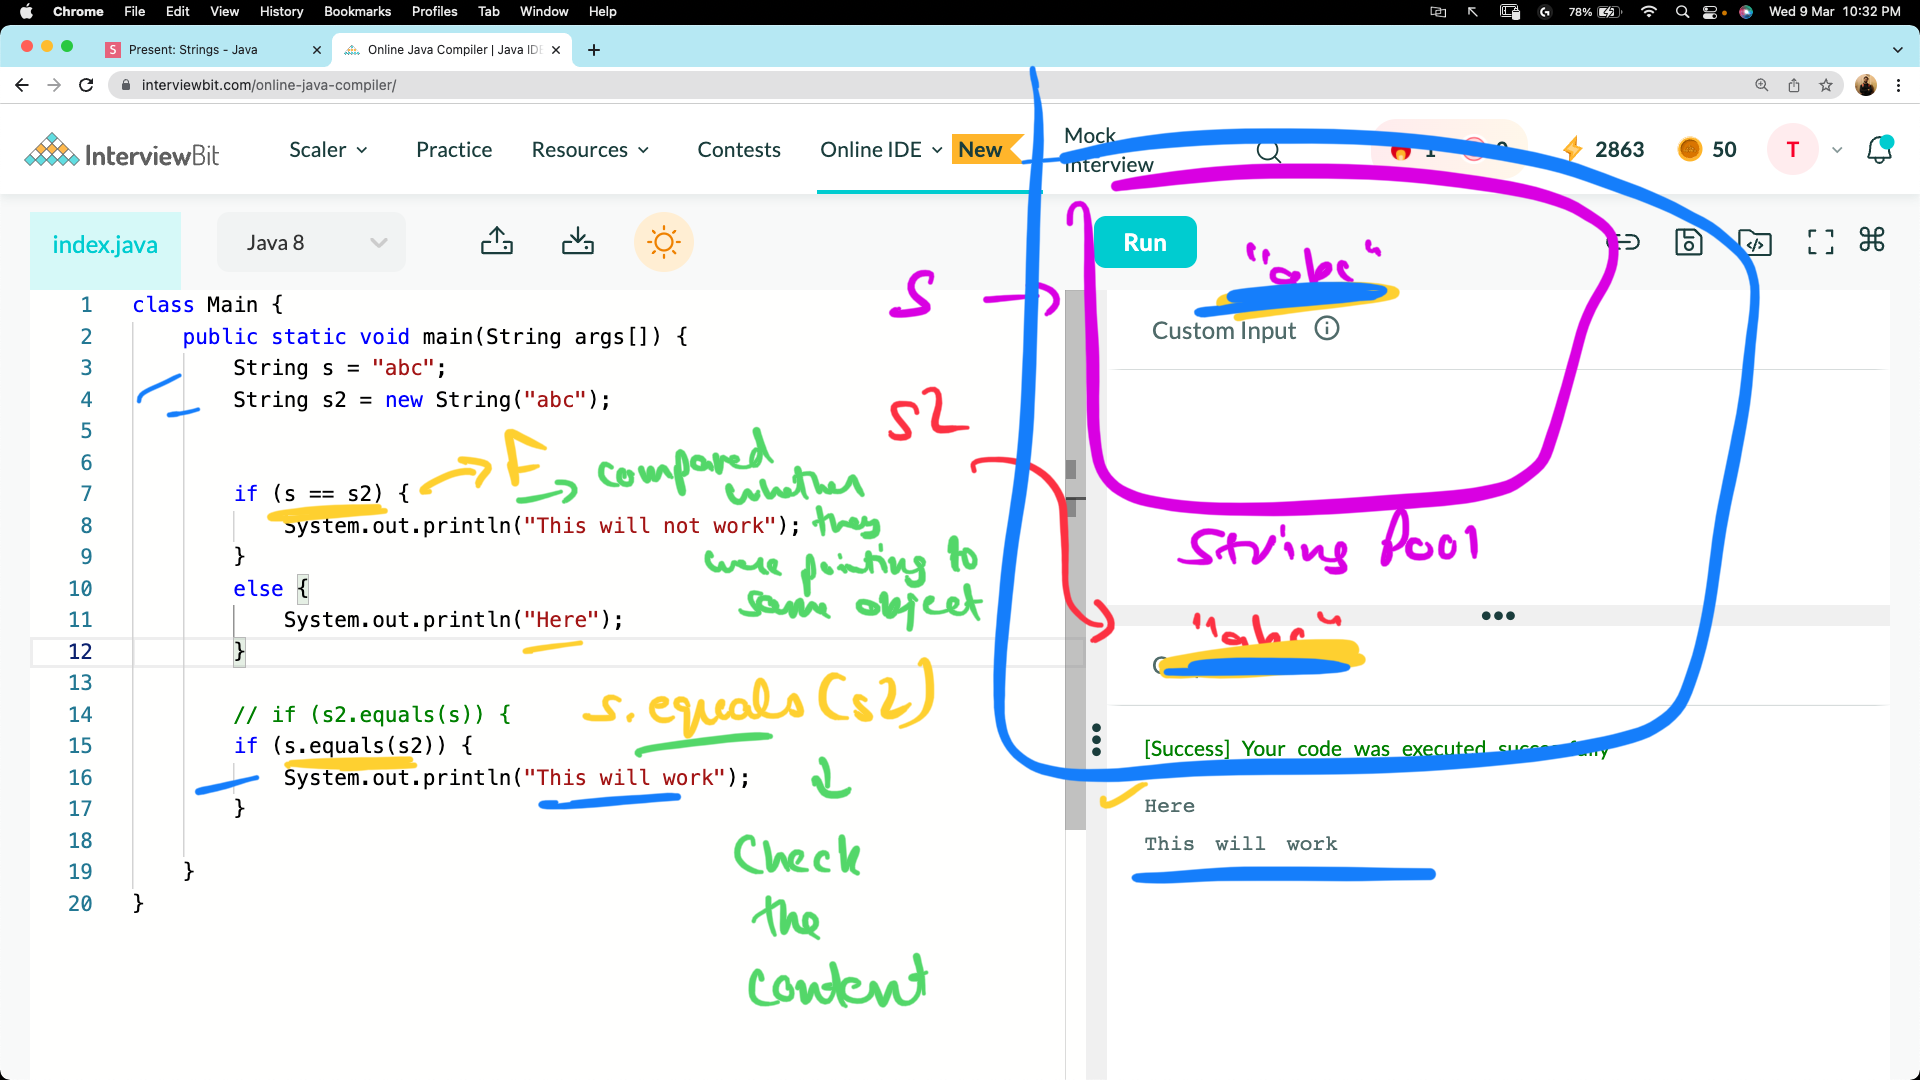 Chrome File Edit View History Bookmarks Profiles Tab Window Help 78% Wed 9 Mar 10:32 PM
S Present: Strings - Java
Online Java Compiler | Java IDE
interviewbit.com/online-java-compiler/
InterviewBit Scaler Practice Resources Contests Online IDE New Mock Interview 1 2863 50 T
index.java Java 8 Run
"abc"
s
Custom Input
1 class Main {
2 public static void main(String args[]) {
3 String s = "abc";
4 String s2 = new String("abc");
5
6
7 if (s == s2) {
8 System.out.println("This will not work");
9 }
10 else {
11 System.out.println("Here");
12 }
13
14 // if (s2.equals(s)) {
15 if (s.equals(s2)) {
16 System.out.println("This will work");
17 }
18
19 }
20 }
s2
F
compared
whether
they
were pointing to
same object
String Pool
"abc"
s.equals(s2)
Check
the
content
[Success] Your code was executed successfully
Here
This will work